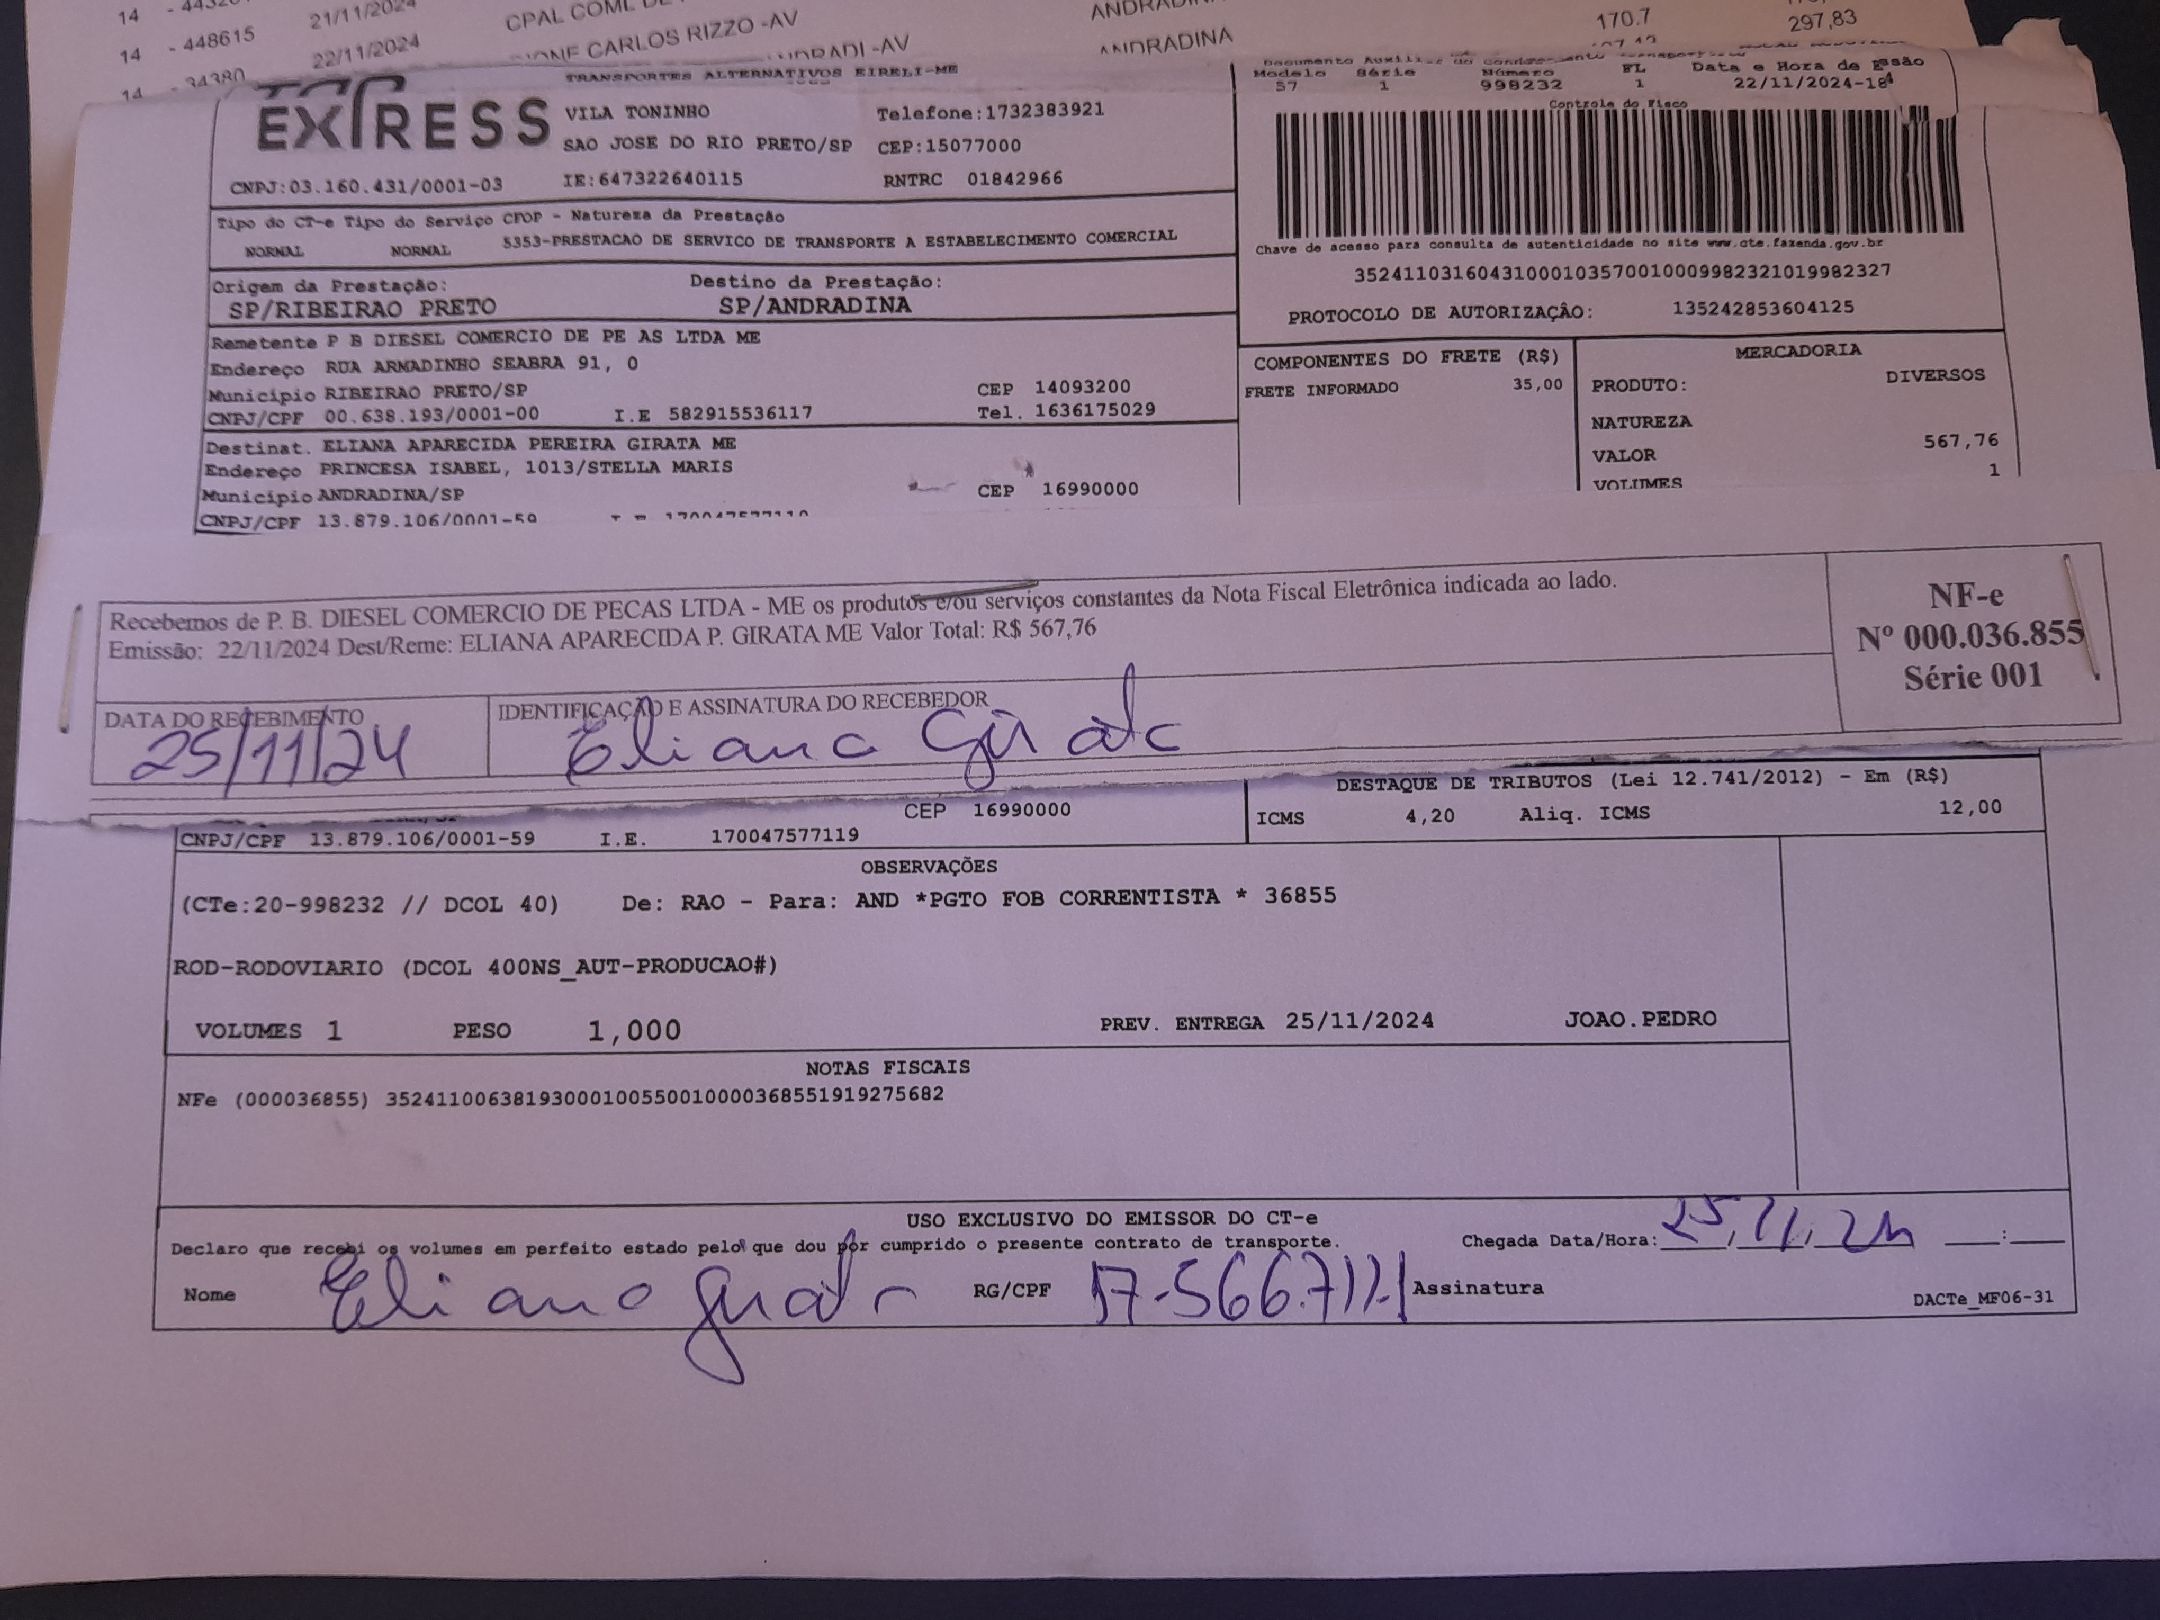 14 - 21/11/2024 CPAL COML DE
14 - 448615 22/11/2024 CARLOS RIZZO -AV ANDRADINA 170.7 297,83
14 34380 -AV ANDRADINA
EXPRESS
TRANSPORTES ALTERNATIVOS EIRELI-ME
VILA TONINHO Telefone:1732383921
SAO JOSE DO RIO PRETO/SP CEP:15077000
CNPJ:03.160.431/0001-03 IE:647322640115 RNTRC 01842966
Modelo Série Número FL Data e Hora de
57 1 998232 1 22/11/2024-18
Controle do Fisco
Chave de acesso para consulta de autenticidade no site www.cte.fazenda.gov.br
35241103160431000103570010009982321019982327
PROTOCOLO DE AUTORIZAÇÂO: 135242853604125
Tipo do CT-e Tipo do Serviço CFOP - Natureza da Prestação
NORMAL NORMAL 5353-PRESTACAO DE SERVICO DE TRANSPORTE A ESTABELECIMENTO COMERCIAL
Origem da Prestação: Destino da Prestação:
SP/RIBEIRAO PRETO SP/ANDRADINA
Remetente P B DIESEL COMERCIO DE PE AS LTDA ME
Endereço RUA ARMADINHO SEABRA 91, 0
Município RIBEIRAO PRETO/SP CEP 14093200
CNPJ/CPF 00.638.193/0001-00 I.E 582915536117 Tel. 1636175029
COMPONENTES DO FRETE (R$)
FRETE INFORMADO 35,00
MERCADORIA
PRODUTO: DIVERSOS
NATUREZA
VALOR 567,76
VOLUMES 1
Destinat. ELIANA APARECIDA PEREIRA GIRATA ME
Endereço PRINCESA ISABEL, 1013/STELLA MARIS
Município ANDRADINA/SP CEP 16990000
CNPJ/CPF 13.879.106/0001-59
Recebemos de P. B. DIESEL COMERCIO DE PECAS LTDA - ME os produtos e/ou serviços constantes da Nota Fiscal Eletrônica indicada ao lado.
Emissão: 22/11/2024 Dest/Reme: ELIANA APARECIDA P. GIRATA ME Valor Total: R$ 567,76
NF-e
Nº 000.036.855
Série 001
DATA DO RECEBIMENTO IDENTIFICAÇÃO E ASSINATURA DO RECEBEDOR
25/11/24 Eliana Girata
CEP 16990000
CNPJ/CPF 13.879.106/0001-59 I.E. 170047577119
DESTAQUE DE TRIBUTOS (Lei 12.741/2012) - Em (R$)
ICMS 4,20 Aliq. ICMS 12,00
OBSERVAÇÕES
(CTe:20-998232 // DCOL 40) De: RAO - Para: AND *PGTO FOB CORRENTISTA * 36855
ROD-RODOVIARIO (DCOL 400NS_AUT-PRODUCAO#)
VOLUMES 1 PESO 1,000 PREV. ENTREGA 25/11/2024 JOAO.PEDRO
NOTAS FISCAIS
NFe (000036855) 35241100638193000100550010000368551919275682
USO EXCLUSIVO DO EMISSOR DO CT-e
Declaro que recebi os volumes em perfeito estado pelo que dou por cumprido o presente contrato de transporte. Chegada Data/Hora: 25/11/24 :
Nome Eliana Girata RG/CPF Assinatura
DACTe_MF06-31